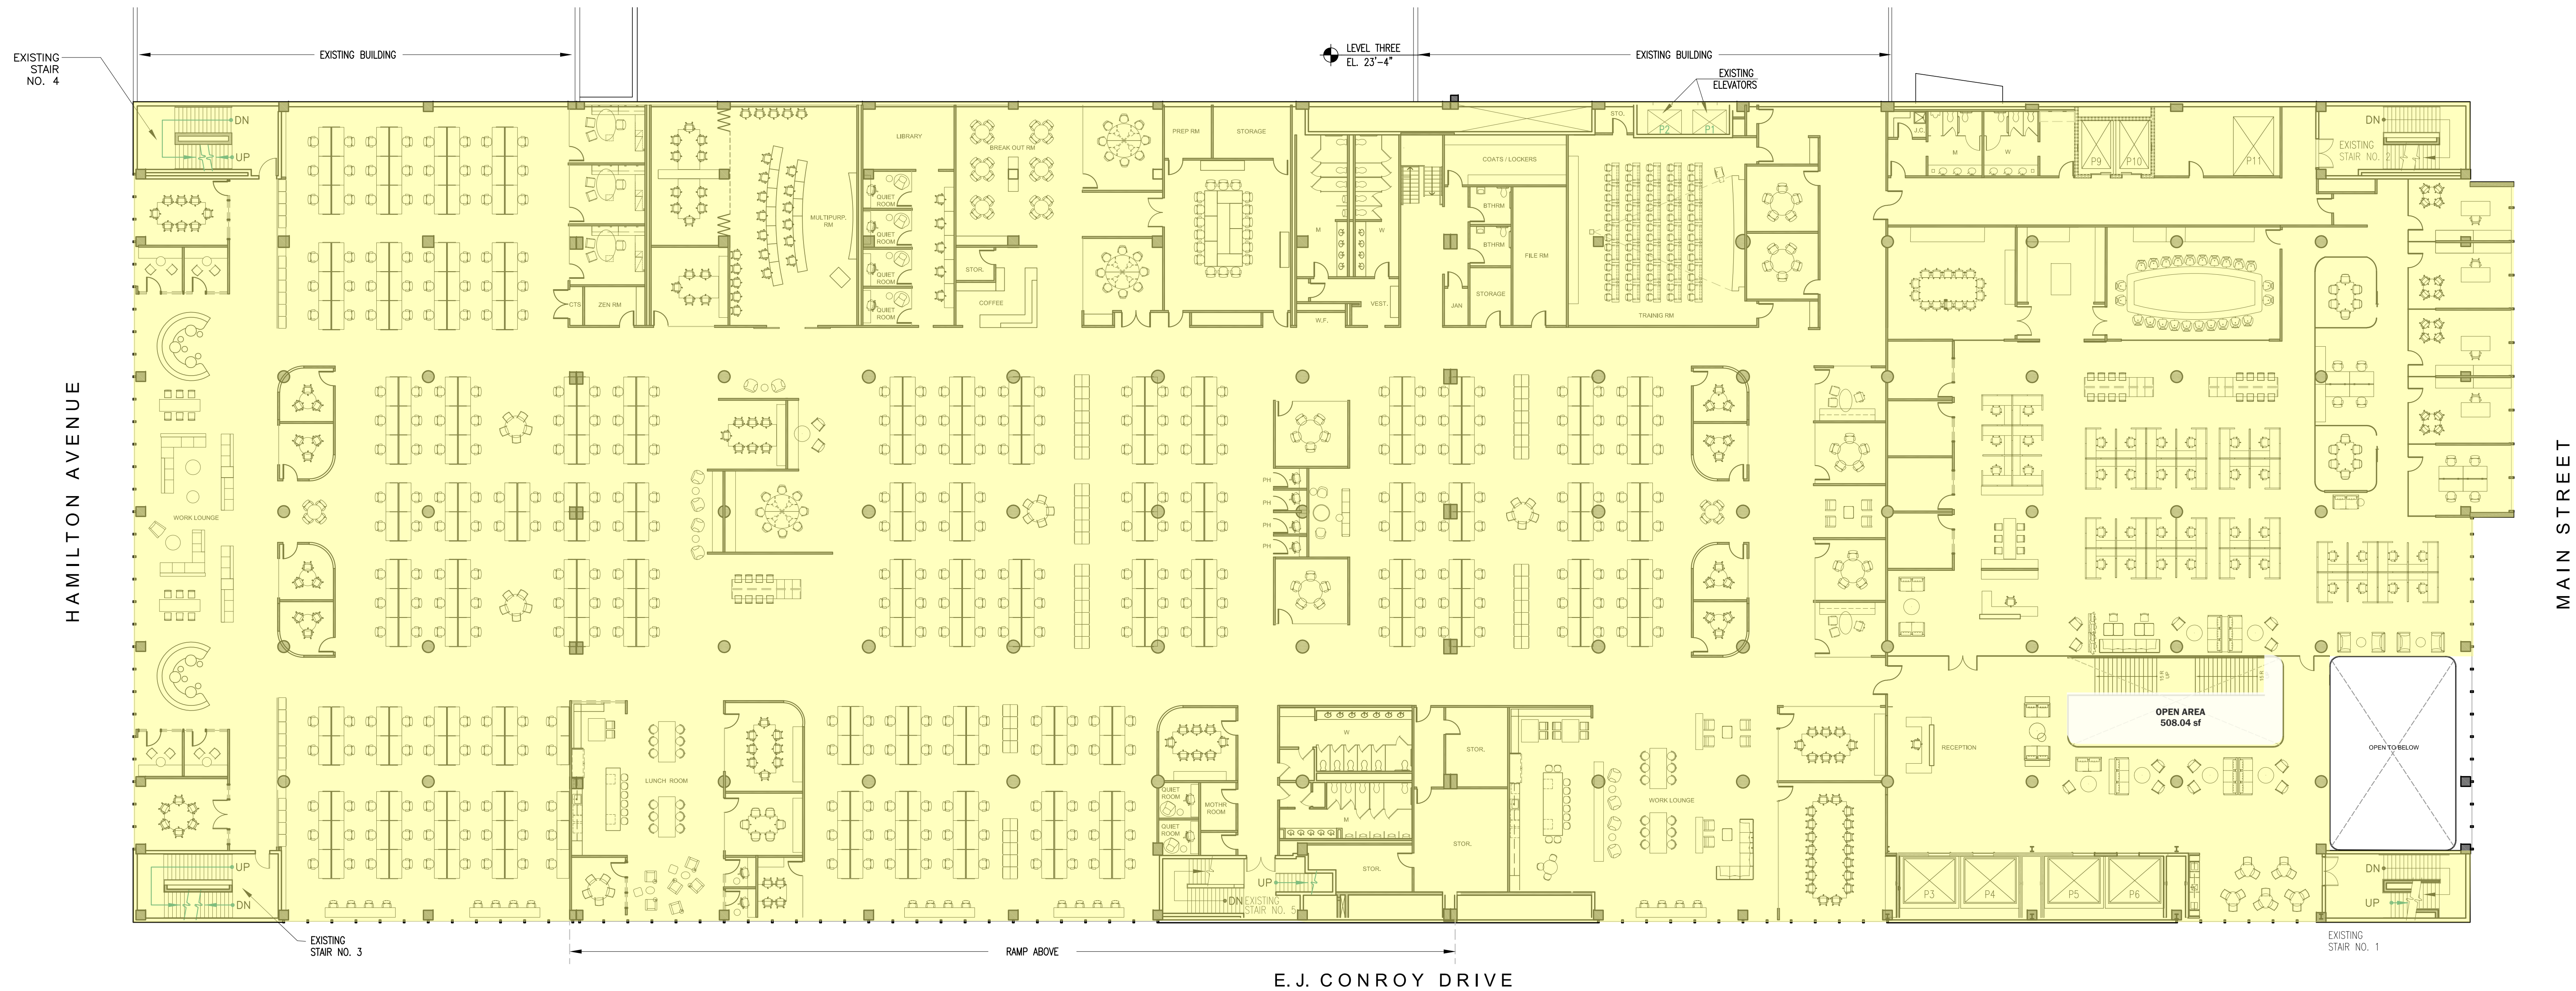 EXISTING BUILDING
LEVEL THREE
EL. 23'-4"
EXISTING BUILDING
EXISTING
STAIR
NO. 4
EXISTING
ELEVATORS
DN
UP
LIBRARY
BREAK OUT RM
PREP RM
STORAGE
STO.
P2
P1
J.C.
M
W
P9
P10
P11
DN
EXISTING
STAIR NO. 2
UP
COATS / LOCKERS
QUIET
ROOM
QUIET
ROOM
QUIET
ROOM
QUIET
ROOM
MULTIPURP.
RM
BTHRM
BTHRM
M
W
FILE RM
STOR.
COFFEE
CTS
ZEN RM
STORAGE
JAN
VEST.
W.F.
TRAINIG RM
HAMILTON AVENUE
MAIN STREET
WORK LOUNGE
PH
PH
PH
PH
UP
OPEN AREA
508.04 sf
OPEN TO BELOW
RECEPTION
W
STOR.
LUNCH ROOM
QUIET
ROOM
MOTHR
ROOM
QUIET
ROOM
M
WORK LOUNGE
STOR.
STOR.
UP
DN
UP
DN
EXISTING
STAIR NO. 5
P3
P4
P5
P6
DN
UP
EXISTING
STAIR NO. 3
EXISTING
STAIR NO. 1
RAMP ABOVE
E. J. CONROY DRIVE